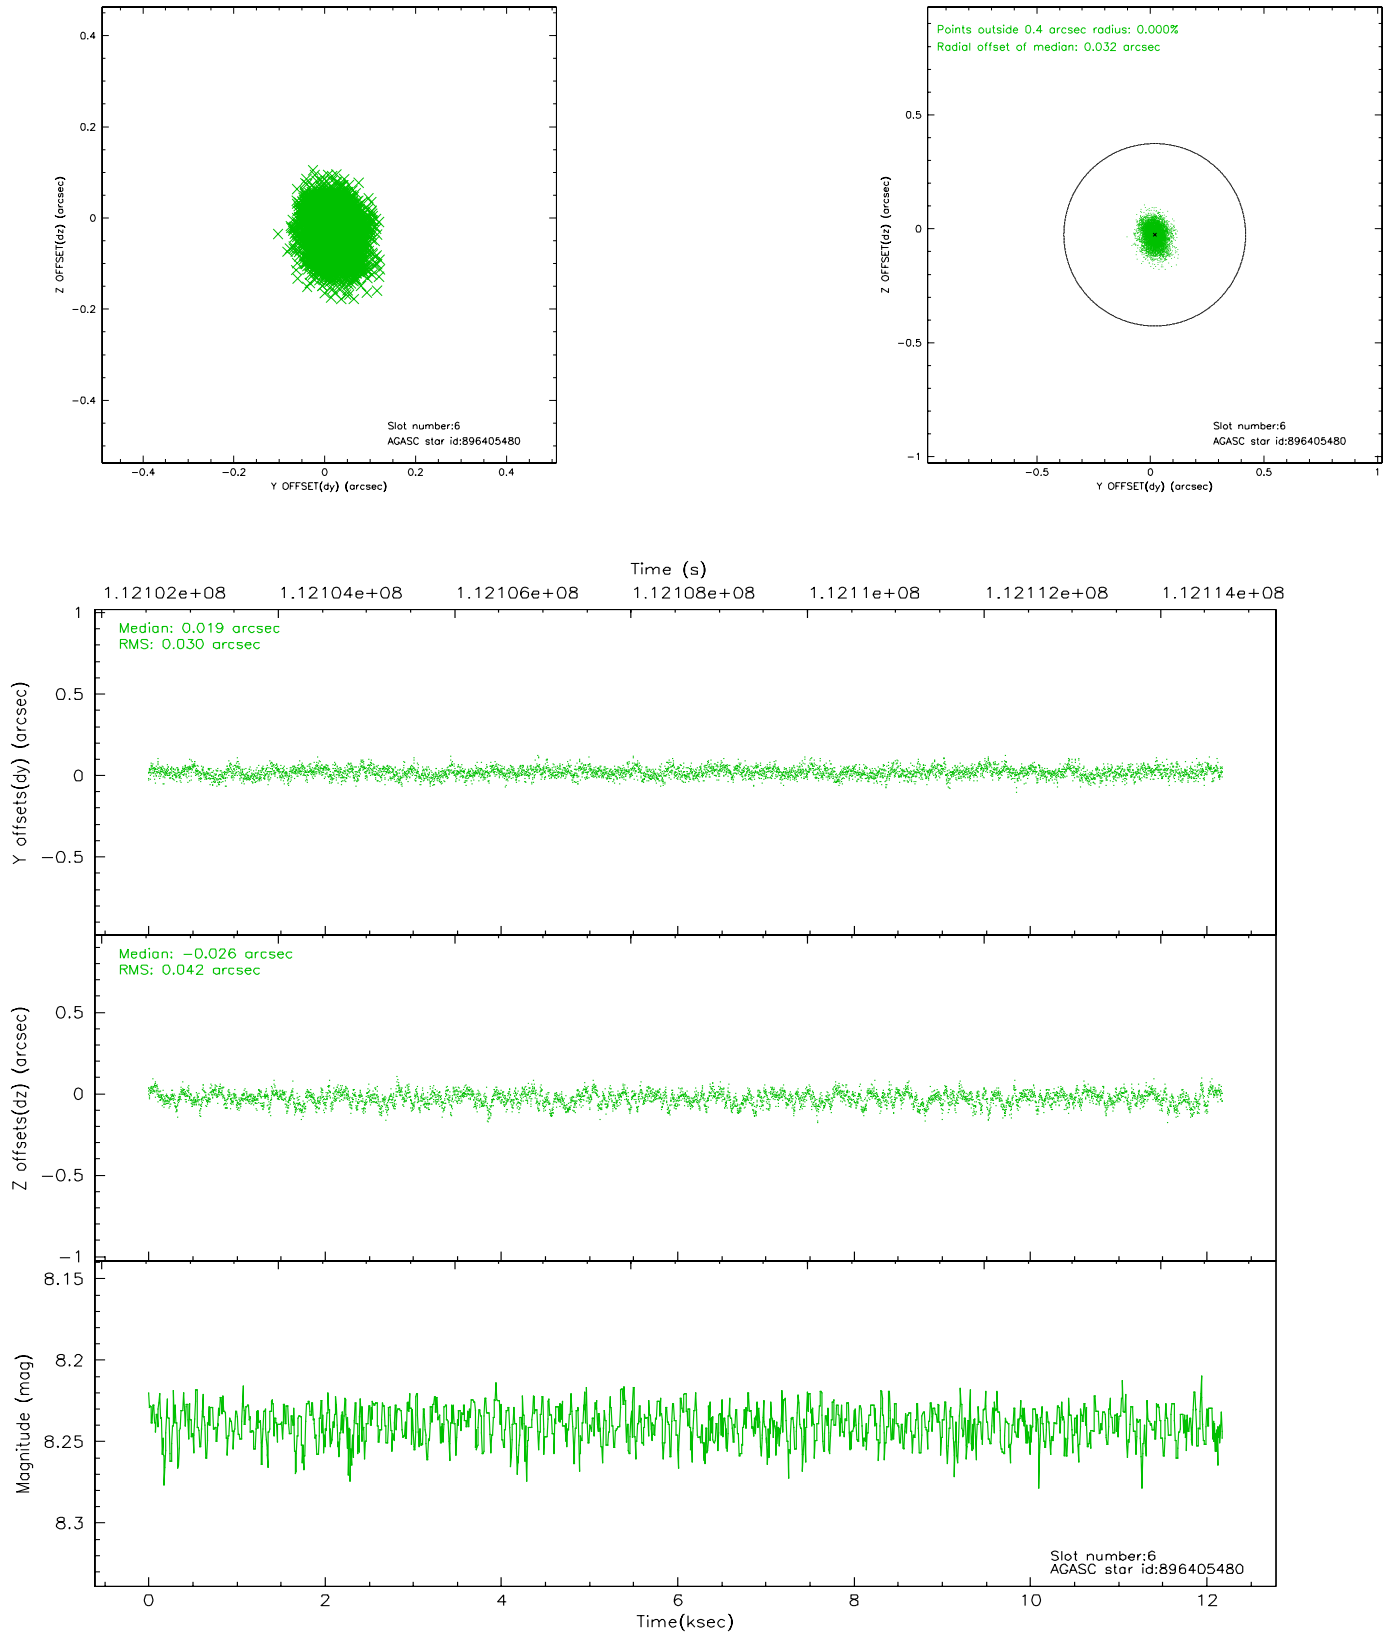 0.4
0.2
0
−0.2
−0.4
Z OFFSET(dz) (arcsec)
Slot number:6
AGASC star id:896405480
−0.4 −0.2 0 0.2 0.4
Y OFFSET(dy) (arcsec)
Points outside 0.4 arcsec radius: 0.000%
Radial offset of median: 0.032 arcsec
0.5
0
−0.5
−1
Z OFFSET(dz) (arcsec)
Slot number:6
AGASC star id:896405480
−0.5 0 0.5 1
Y OFFSET(dy) (arcsec)
Time (s)
1.12102e+08 1.12104e+08 1.12106e+08 1.12108e+08 1.1211e+08 1.12112e+08 1.12114e+08
Median: 0.019 arcsec
RMS: 0.030 arcsec
1
0.5
0
−0.5
Y offsets(dy) (arcsec)
Median: −0.026 arcsec
RMS: 0.042 arcsec
0.5
0
−0.5
−1
Z offsets(dz) (arcsec)
8.15
8.2
8.25
8.3
Magnitude (mag)
Slot number:6
AGASC star id:896405480
0 2 4 6 8 10 12
Time(ksec)